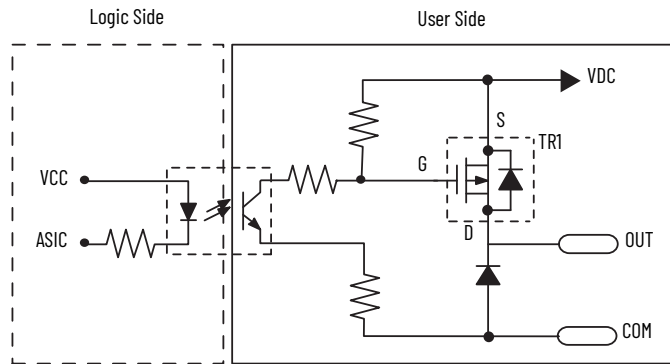 Logic Side
User Side
VDC
S
TR1
G
VCC
ASIC
D
OUT
COM